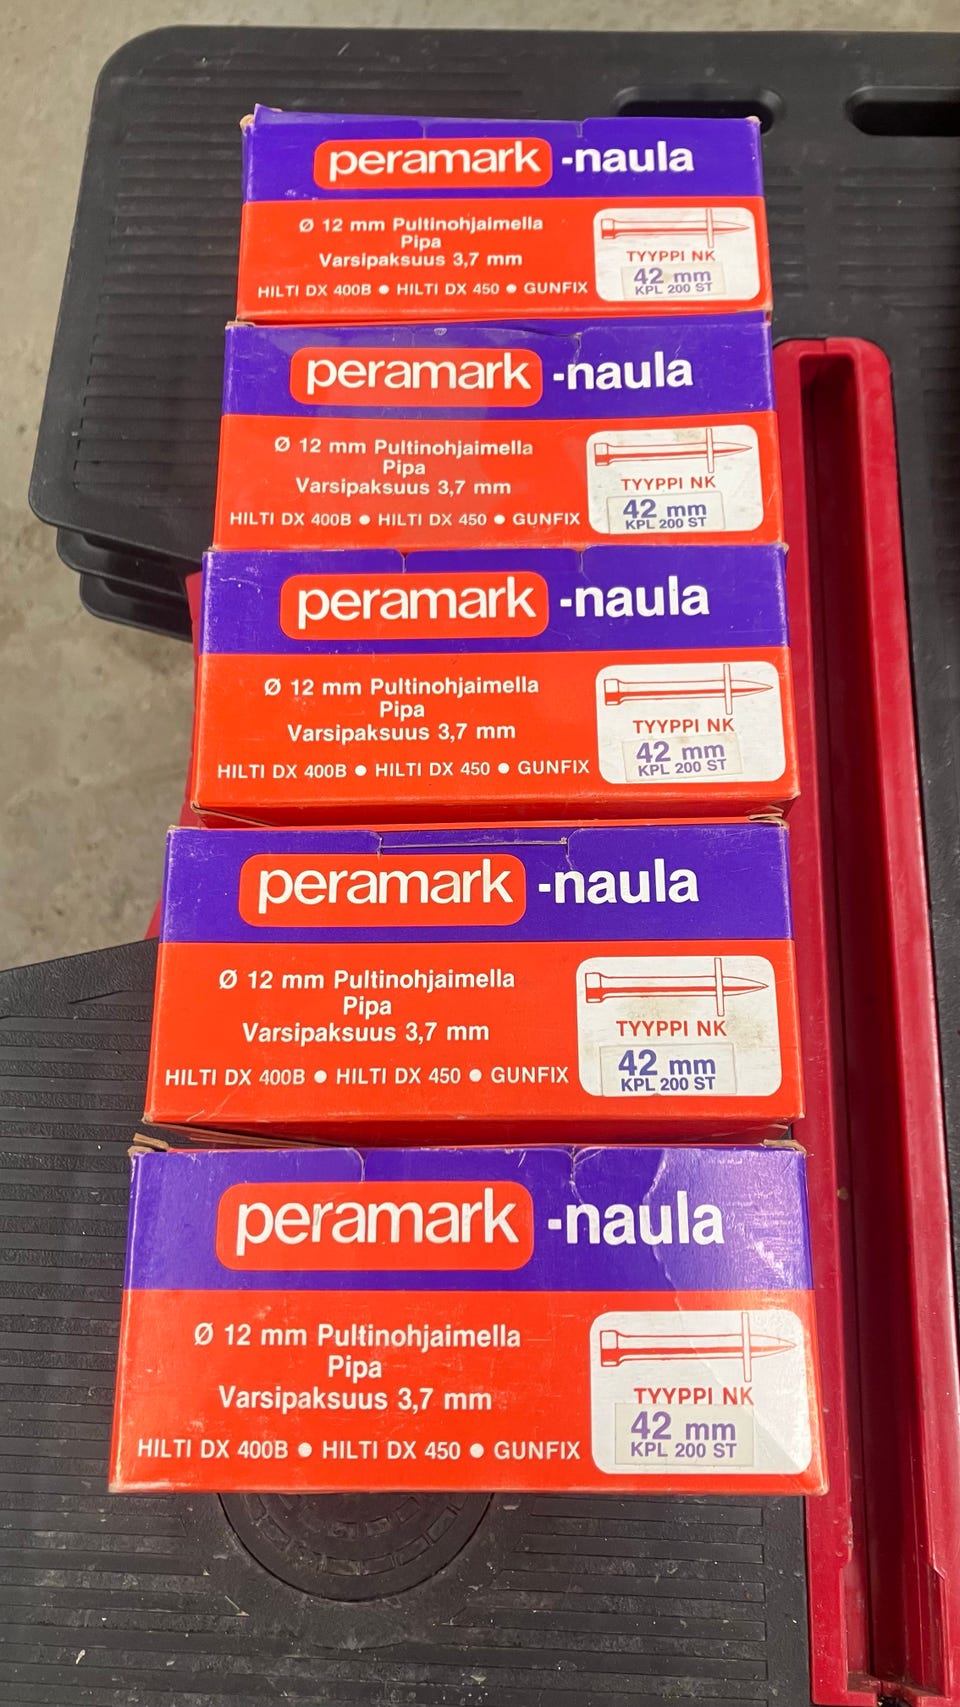 peramark -naula
Ø 12 mm Pultinohjaimella
Pipa
Varsipaksuus 3,7 mm
HILTI DX 400B ● HILTI DX 450 ● GUNFIX
TYYPPI NK
42 mm
KPL 200 ST
peramark -naula
Ø 12 mm Pultinohjaimella
Pipa
Varsipaksuus 3,7 mm
HILTI DX 400B ● HILTI DX 450 ● GUNFIX
TYYPPI NK
42 mm
KPL 200 ST
peramark -naula
Ø 12 mm Pultinohjaimella
Pipa
Varsipaksuus 3,7 mm
HILTI DX 400B ● HILTI DX 450 ● GUNFIX
TYYPPI NK
42 mm
KPL 200 ST
peramark -naula
Ø 12 mm Pultinohjaimella
Pipa
Varsipaksuus 3,7 mm
HILTI DX 400B ● HILTI DX 450 ● GUNFIX
TYYPPI NK
42 mm
KPL 200 ST
peramark -naula
Ø 12 mm Pultinohjaimella
Pipa
Varsipaksuus 3,7 mm
HILTI DX 400B ● HILTI DX 450 ● GUNFIX
TYYPPI NK
42 mm
KPL 200 ST